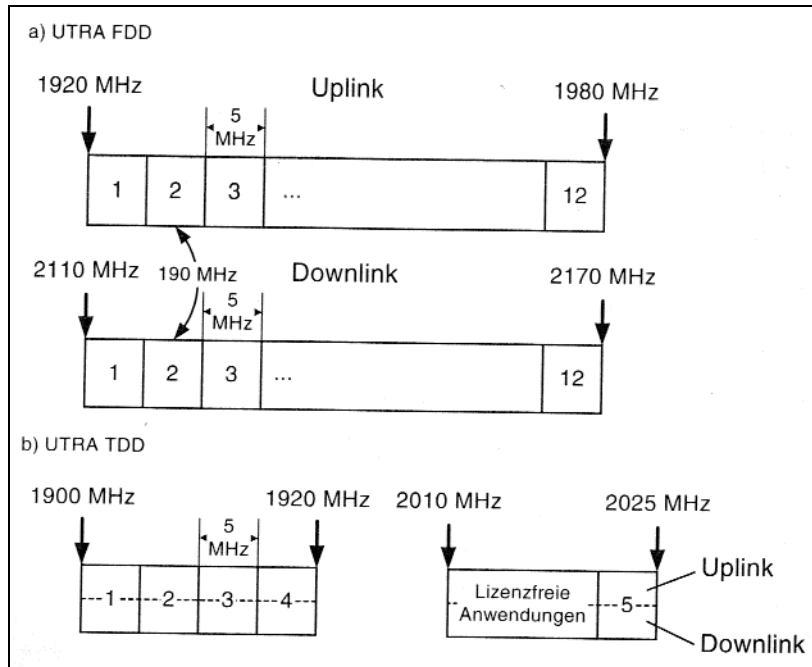 a) UTRA FDD
1920 MHz
Uplink
1980 MHz
5
MHz
1
2
3
...
12
2110 MHz
190 MHz
Downlink
2170 MHz
5
MHz
1
2
3
...
12
b) UTRA TDD
1900 MHz
1920 MHz
2010 MHz
2025 MHz
5
MHz
1
2
3
4
Lizenzfreie
Anwendungen
5
Uplink
Downlink